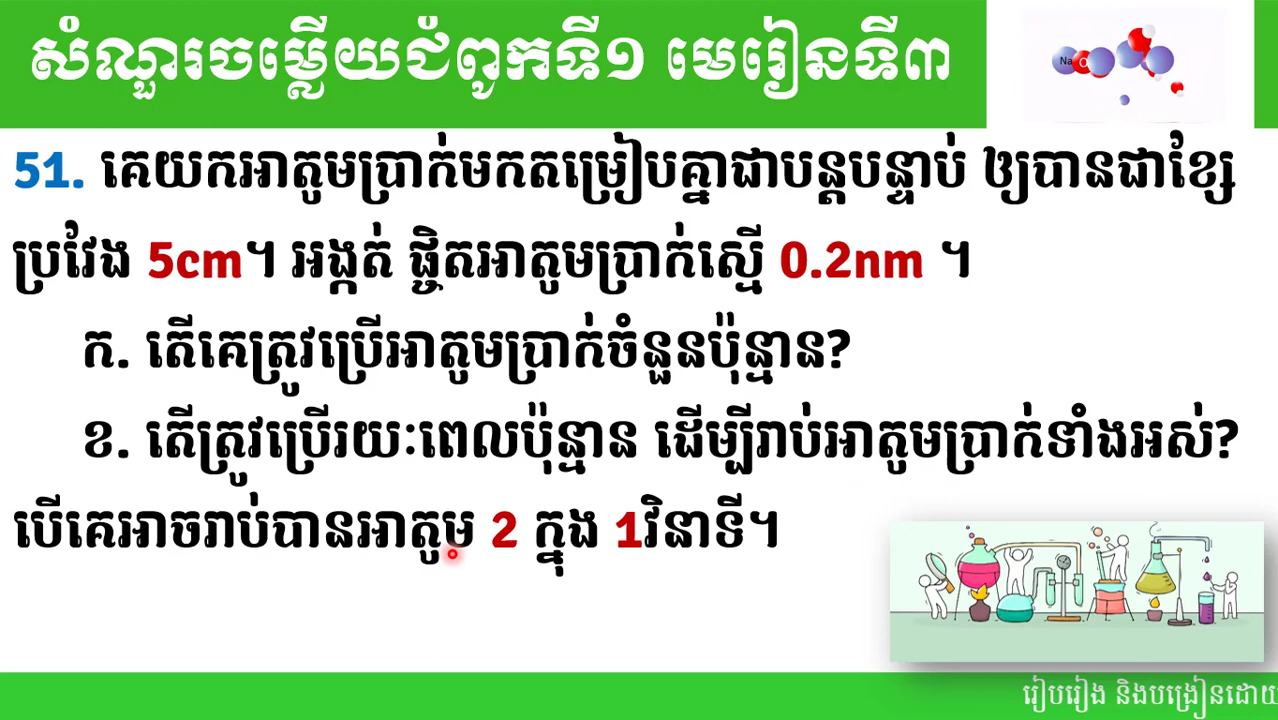 សំណួរចម្លើយជំពូកទី១ មេរៀនទី៣
Na O
51. គេយកអាតូមប្រាក់មកតម្រៀបគ្នាជាបន្តបន្ទាប់ ឲ្យបានជាខ្សែ
ប្រវែង 5cm។ អង្កត់ ផ្ចិតអាតូមប្រាក់ស្មើ 0.2nm ។
ក. តើគេត្រូវប្រើអាតូមប្រាក់ចំនួនប៉ុន្មាន?
ខ. តើត្រូវប្រើរយៈពេលប៉ុន្មាន ដើម្បីរាប់អាតូមប្រាក់ទាំងអស់?
បើគេអាចរាប់បានអាតូម 2 ក្នុង 1វិនាទី។
រៀបរៀង និងបង្រៀនដោយ